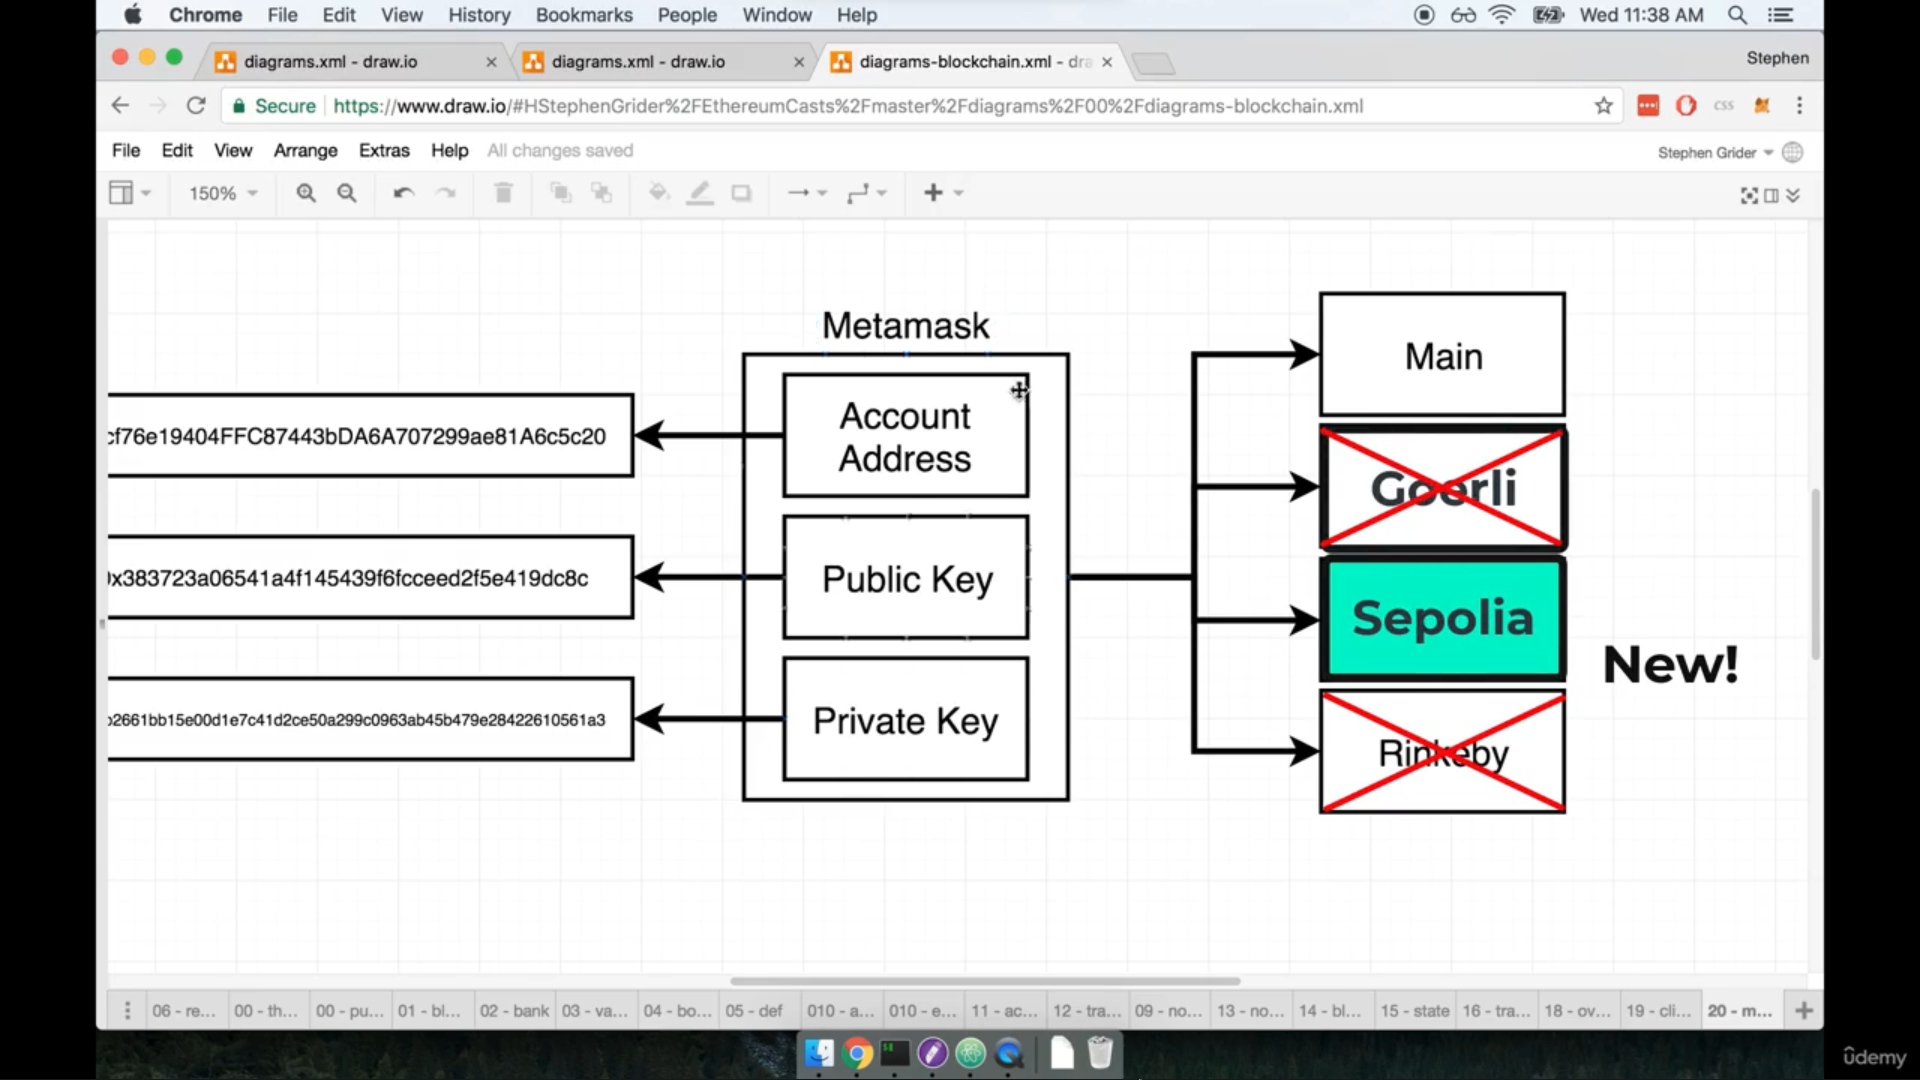 Chrome File Edit View History Bookmarks People Window Help Wed 11:38 AM
diagrams.xml - draw.io
diagrams.xml - draw.io
diagrams-blockchain.xml - dra
Stephen
Secure https://www.draw.io/#HStephenGrider%2FEthereumCasts%2Fmaster%2Fdiagrams%2F00%2Fdiagrams-blockchain.xml
CSS
File Edit View Arrange Extras Help All changes saved
Stephen Grider
150%
Metamask
Account
Address
Public Key
Private Key
cf76e19404FFC87443bDA6A707299ae81A6c5c20
0x383723a06541a4f145439f6fcceed2f5e419dc8c
b2661bb15e00d1e7c41d2ce50a299c0963ab45b479e28422610561a3
Main
Goerli
Sepolia
New!
Rinkeby
06 - re... 00 - th... 00 - pu... 01 - bl... 02 - bank 03 - va... 04 - bo... 05 - def 010 - a... 010 - e... 11 - ac... 12 - tra... 09 - no... 13 - no... 14 - bl... 15 - state 16 - tra... 18 - ov... 19 - cli... 20 - m...
ûdemy